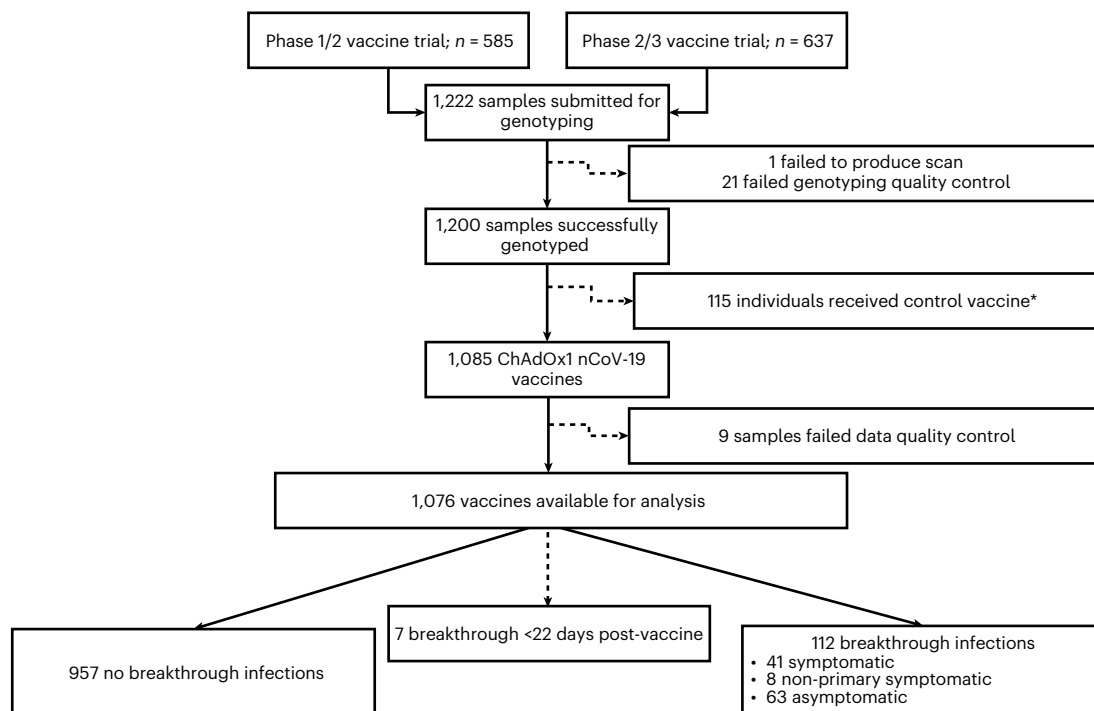 Phase 1/2 vaccine trial; n = 585
Phase 2/3 vaccine trial; n = 637
1,222 samples submitted for
genotyping
1 failed to produce scan
21 failed genotyping quality control
1,200 samples successfully
genotyped
115 individuals received control vaccine*
1,085 ChAdOx1 nCoV-19
vaccines
9 samples failed data quality control
1,076 vaccines available for analysis
957 no breakthrough infections
7 breakthrough <22 days post-vaccine
112 breakthrough infections
• 41 symptomatic
• 8 non-primary symptomatic
• 63 asymptomatic